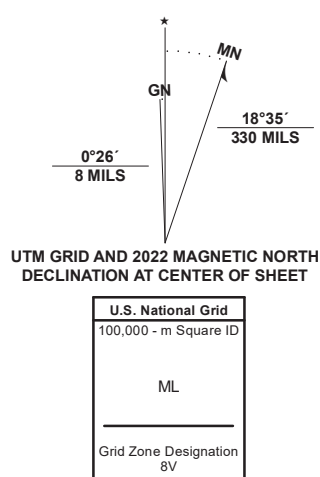 ★
MN
GN
18°35´
330 MILS
0°26´
8 MILS
UTM GRID AND 2022 MAGNETIC NORTH
DECLINATION AT CENTER OF SHEET
U.S. National Grid
100,000 - m Square ID
ML
Grid Zone Designation
8V